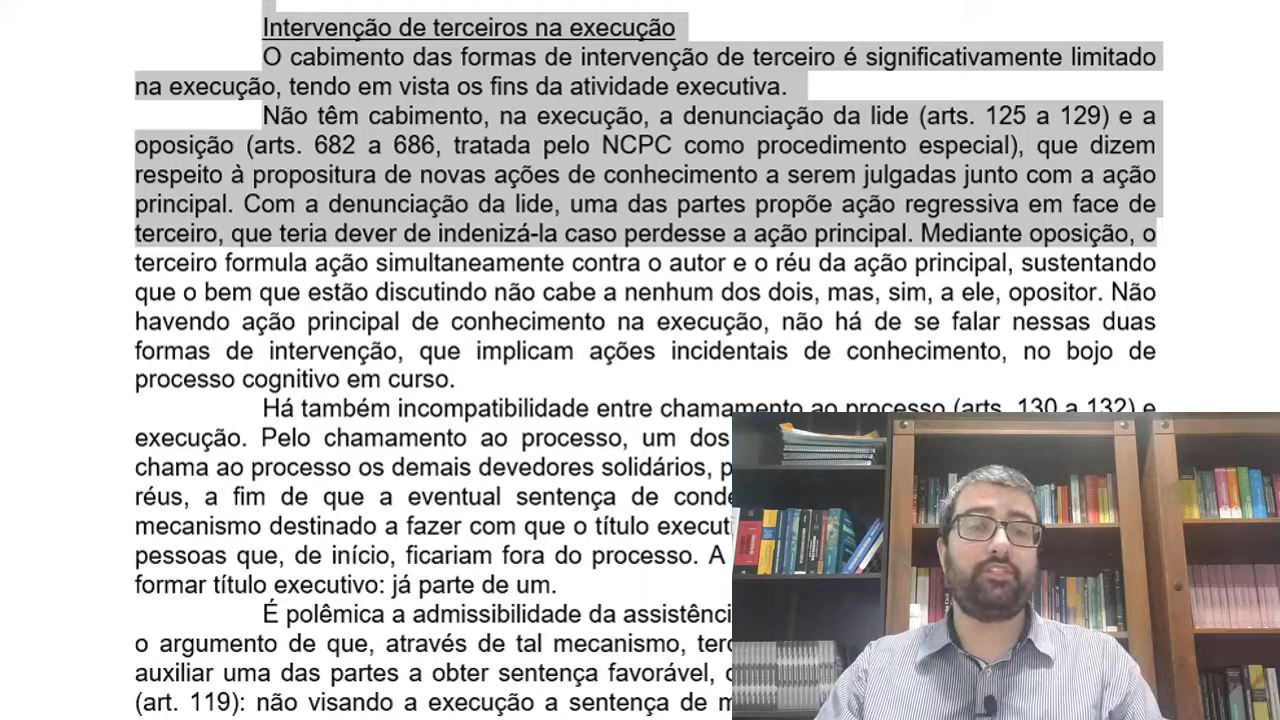 Intervenção de terceiros na execução
O cabimento das formas de intervenção de terceiro é significativamente limitado
na execução, tendo em vista os fins da atividade executiva.
Não têm cabimento, na execução, a denunciação da lide (arts. 125 a 129) e a
oposição (arts. 682 a 686, tratada pelo NCPC como procedimento especial), que dizem
respeito à propositura de novas ações de conhecimento a serem julgadas junto com a ação
principal. Com a denunciação da lide, uma das partes propõe ação regressiva em face de
terceiro, que teria dever de indenizá-la caso perdesse a ação principal. Mediante oposição, o
terceiro formula ação simultaneamente contra o autor e o réu da ação principal, sustentando
que o bem que estão discutindo não cabe a nenhum dos dois, mas, sim, a ele, opositor. Não
havendo ação principal de conhecimento na execução, não há de se falar nessas duas
formas de intervenção, que implicam ações incidentais de conhecimento, no bojo de
processo cognitivo em curso.
Há também incompatibilidade entre chamamento ao processo (arts. 130 a 132) e
execução. Pelo chamamento ao processo, um dos
chama ao processo os demais devedores solidários, p
réus, a fim de que a eventual sentença de conde
mecanismo destinado a fazer com que o título execut
pessoas que, de início, ficariam fora do processo. A
formar título executivo: já parte de um.
É polêmica a admissibilidade da assistênci
o argumento de que, através de tal mecanismo, terc
auxiliar uma das partes a obter sentença favorável,
(art. 119): não visando a execução a sentença de m